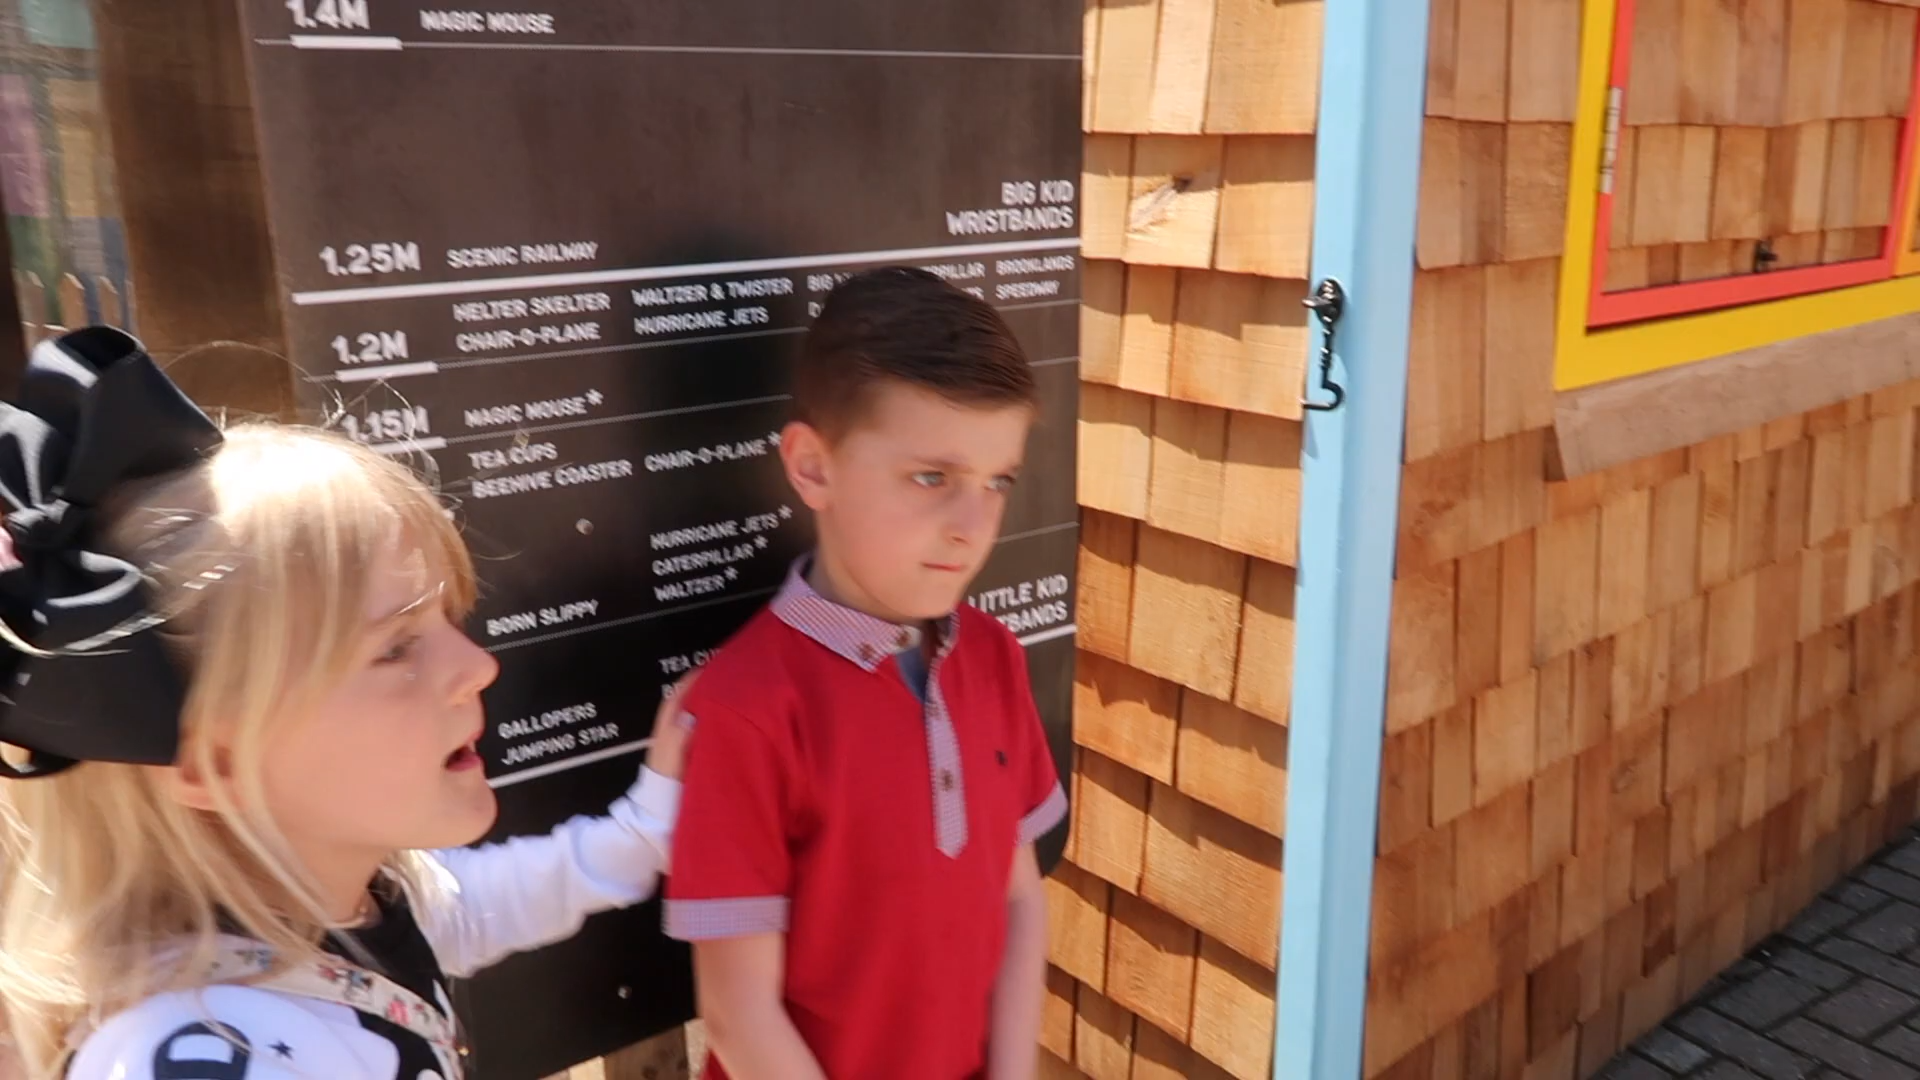 1.4M MAGIC MOUSE
BIG KID
WRISTBANDS
1.25M SCENIC RAILWAY
HELTER SKELTER WALTZER & TWISTER BIG BROOKLANDS
CHAIR-O-PLANE HURRICANE JETS SPEEDWAY
1.2M
1.15M MAGIC MOUSE*
TEA CUPS
BEEHIVE COASTER CHAIR-O-PLANE*
HURRICANE JETS*
CATERPILLAR*
WALTZER*
BORN SLIPPY
LITTLE KID
TEA
GALLOPERS
JUMPING STAR
D